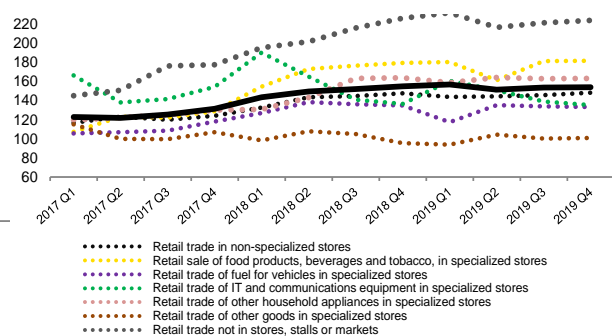 220
200
180
160
140
120
100
80
60
2017 Q1
2017 Q2
2017 Q3
2017 Q4
2018 Q1
2018 Q2
2018 Q3
2018 Q4
2019 Q1
2019 Q2
2019 Q3
2019 Q4
Retail trade in non-specialized stores
Retail sale of food products, beverages and tobacco, in specialized stores
Retail trade of fuel for vehicles in specialized stores
Retail trade of IT and communications equipment in specialized stores
Retail trade of other household appliances in specialized stores
Retail trade of other goods in specialized stores
Retail trade not in stores, stalls or markets